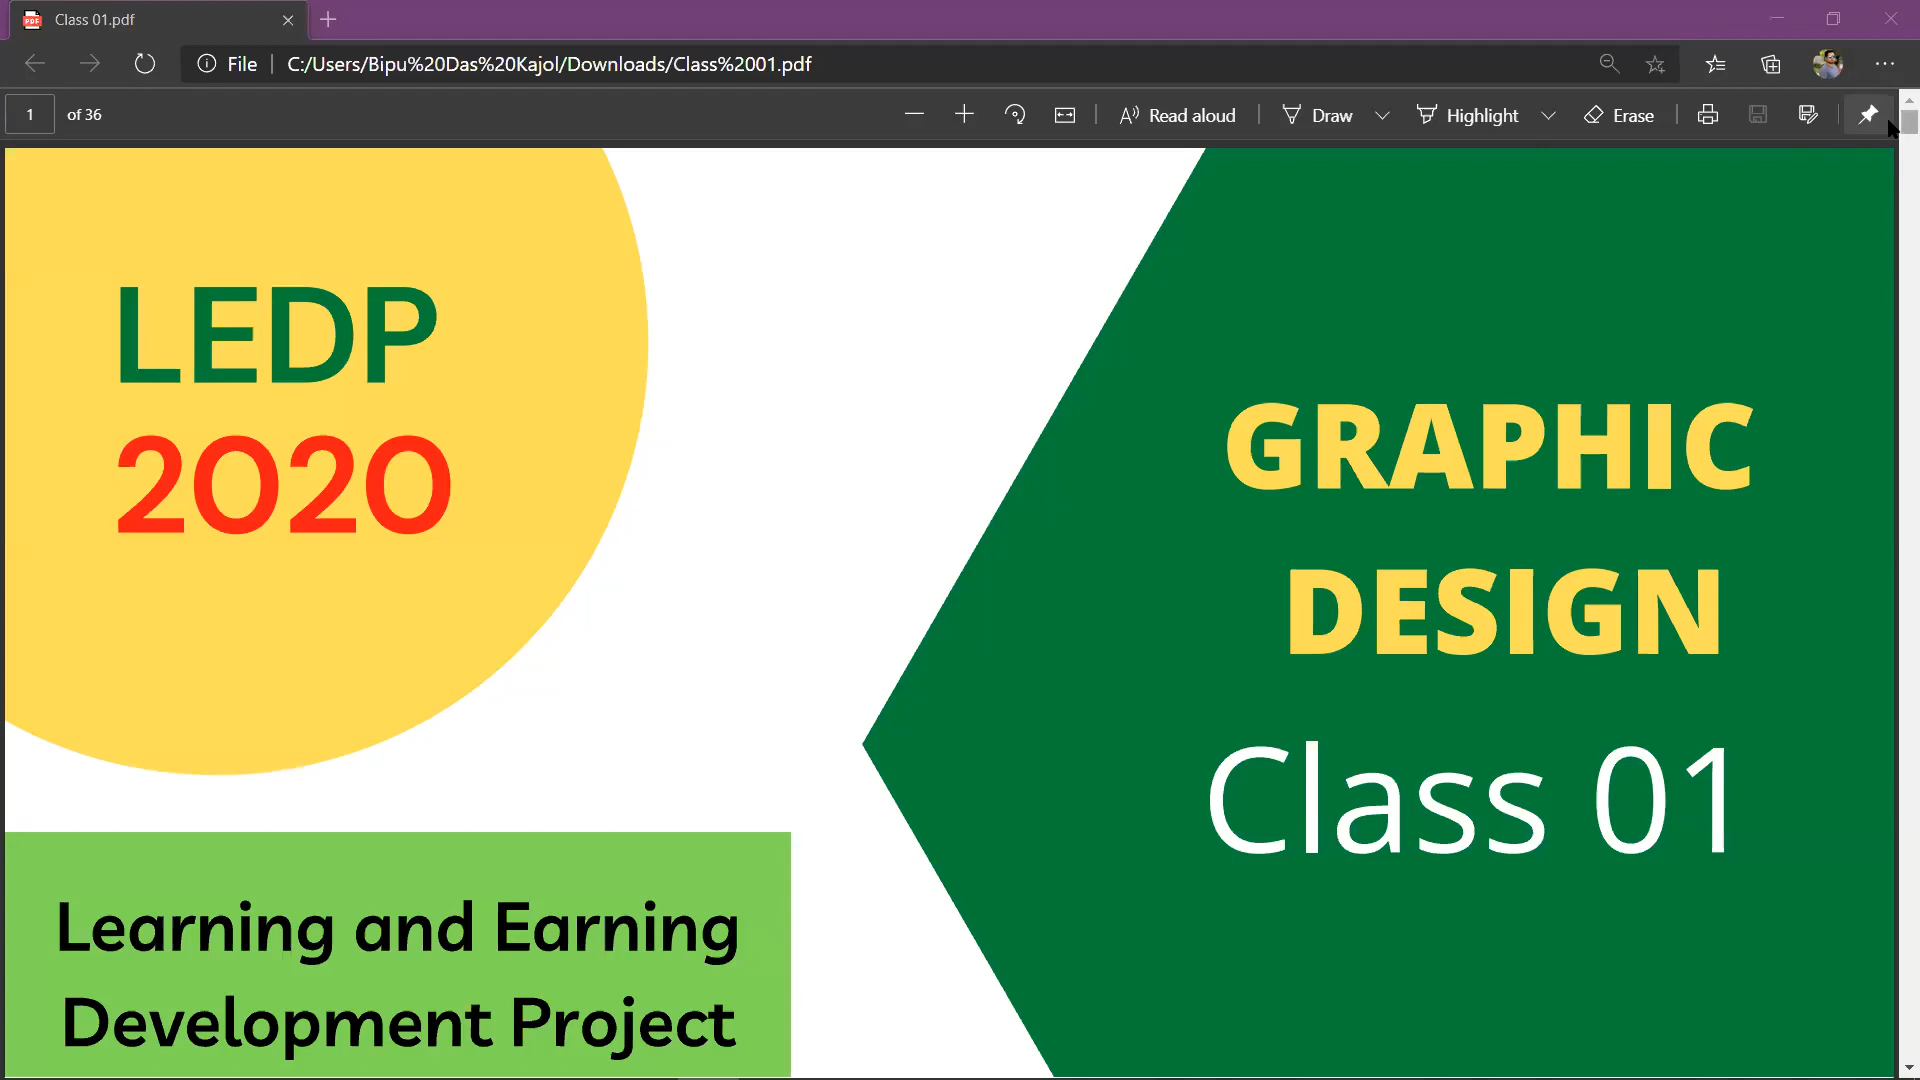 Class 01.pdf
File
C:/Users/Bipu%20Das%20Kajol/Downloads/Class%2001.pdf
1 of 36
Read aloud
Draw
Highlight
Erase
LEDP
2020
GRAPHIC
DESIGN
Class 01
Learning and Earning
Development Project